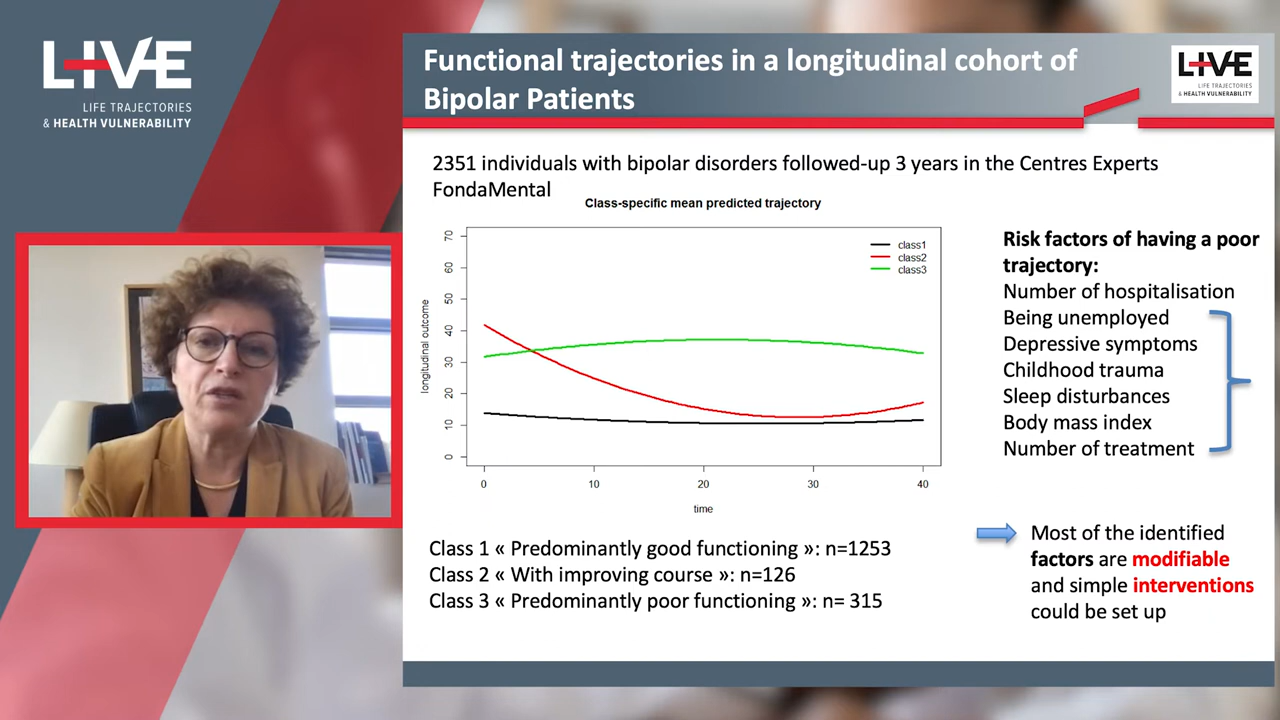 LIVE
LIFE TRAJECTORIES
& HEALTH VULNERABILITY
Functional trajectories in a longitudinal cohort of
Bipolar Patients
LIVE
LIFE TRAJECTORIES
& HEALTH VULNERABILITY
2351 individuals with bipolar disorders followed-up 3 years in the Centres Experts
FondaMental
Class-specific mean predicted trajectory
longitudinal outcome
70
60
50
40
30
20
10
0
class1
class2
class3
0 10 20 30 40
time
Class 1 « Predominantly good functioning »: n=1253
Class 2 « With improving course »: n=126
Class 3 « Predominantly poor functioning »: n= 315
Risk factors of having a poor
trajectory:
Number of hospitalisation
Being unemployed
Depressive symptoms
Childhood trauma
Sleep disturbances
Body mass index
Number of treatment
Most of the identified
factors are modifiable
and simple interventions
could be set up